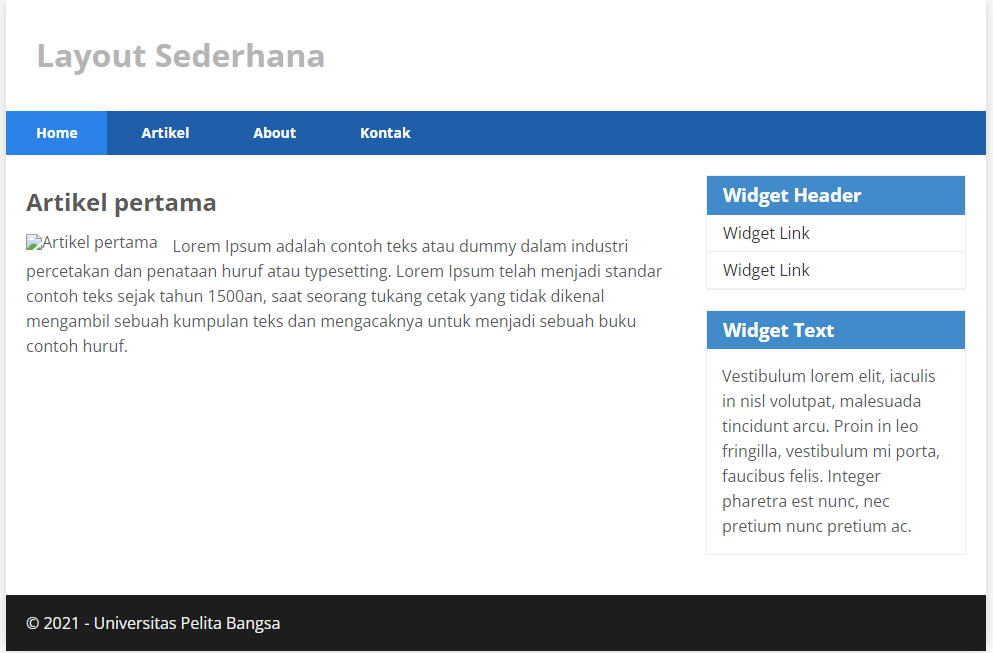 Layout Sederhana
Home Artikel About Kontak
Artikel pertama
Artikel pertama Lorem Ipsum adalah contoh teks atau dummy dalam industri
percetakan dan penataan huruf atau typesetting. Lorem Ipsum telah menjadi standar
contoh teks sejak tahun 1500an, saat seorang tukang cetak yang tidak dikenal
mengambil sebuah kumpulan teks dan mengacaknya untuk menjadi sebuah buku
contoh huruf.
Widget Header
Widget Link
Widget Link
Widget Text
Vestibulum lorem elit, iaculis
in nisl volutpat, malesuada
tincidunt arcu. Proin in leo
fringilla, vestibulum mi porta,
faucibus felis. Integer
pharetra est nunc, nec
pretium nunc pretium ac.
© 2021 - Universitas Pelita Bangsa